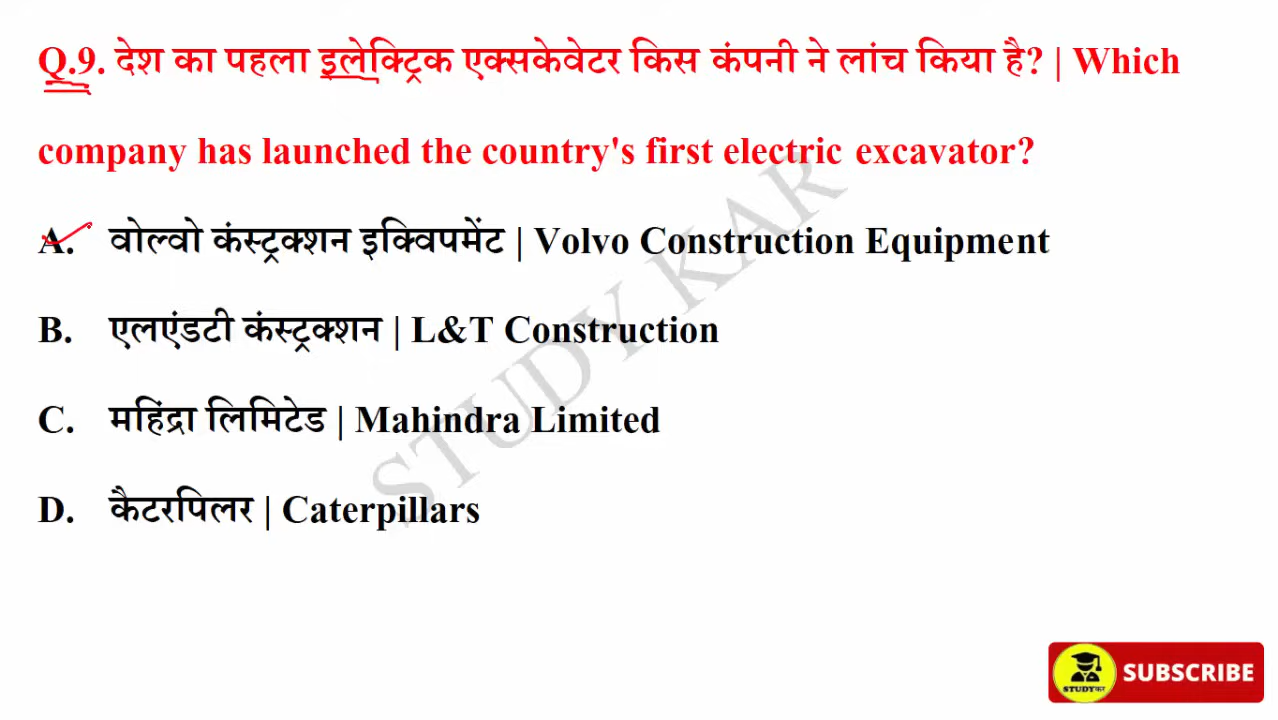 Q.9. देश का पहला इलेक्ट्रिक एक्सकेवेटर किस कंपनी ने लांच किया है? | Which
company has launched the country's first electric excavator?
A. वोल्वो कंस्ट्रक्शन इक्विपमेंट | Volvo Construction Equipment
B. एलएंडटी कंस्ट्रक्शन | L&T Construction
C. महिंद्रा लिमिटेड | Mahindra Limited
D. कैटरपिलर | Caterpillars
STUDY KAR
STUDYकर
SUBSCRIBE